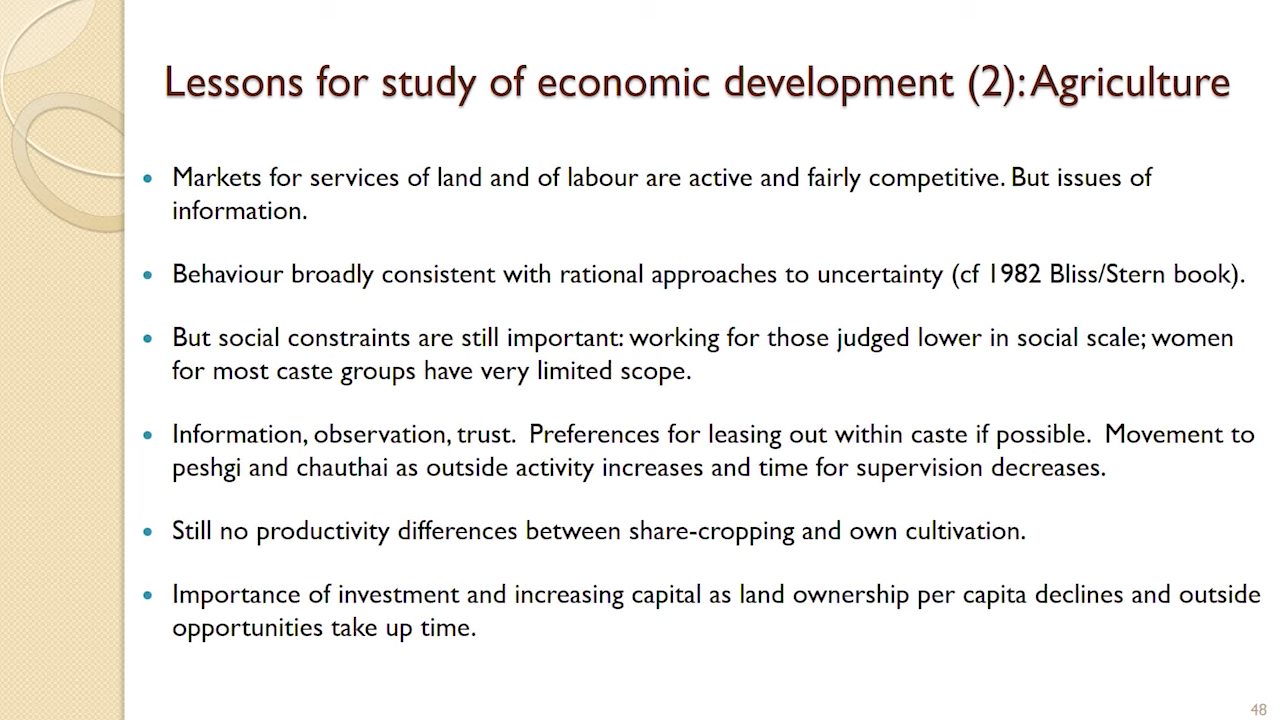 Lessons for study of economic development (2): Agriculture
• Markets for services of land and of labour are active and fairly competitive. But issues of
information.
• Behaviour broadly consistent with rational approaches to uncertainty (cf 1982 Bliss/Stern book).
• But social constraints are still important: working for those judged lower in social scale; women
for most caste groups have very limited scope.
• Information, observation, trust.  Preferences for leasing out within caste if possible.  Movement to
peshgi and chauthai as outside activity increases and time for supervision decreases.
• Still no productivity differences between share-cropping and own cultivation.
• Importance of investment and increasing capital as land ownership per capita declines and outside
opportunities take up time.
48